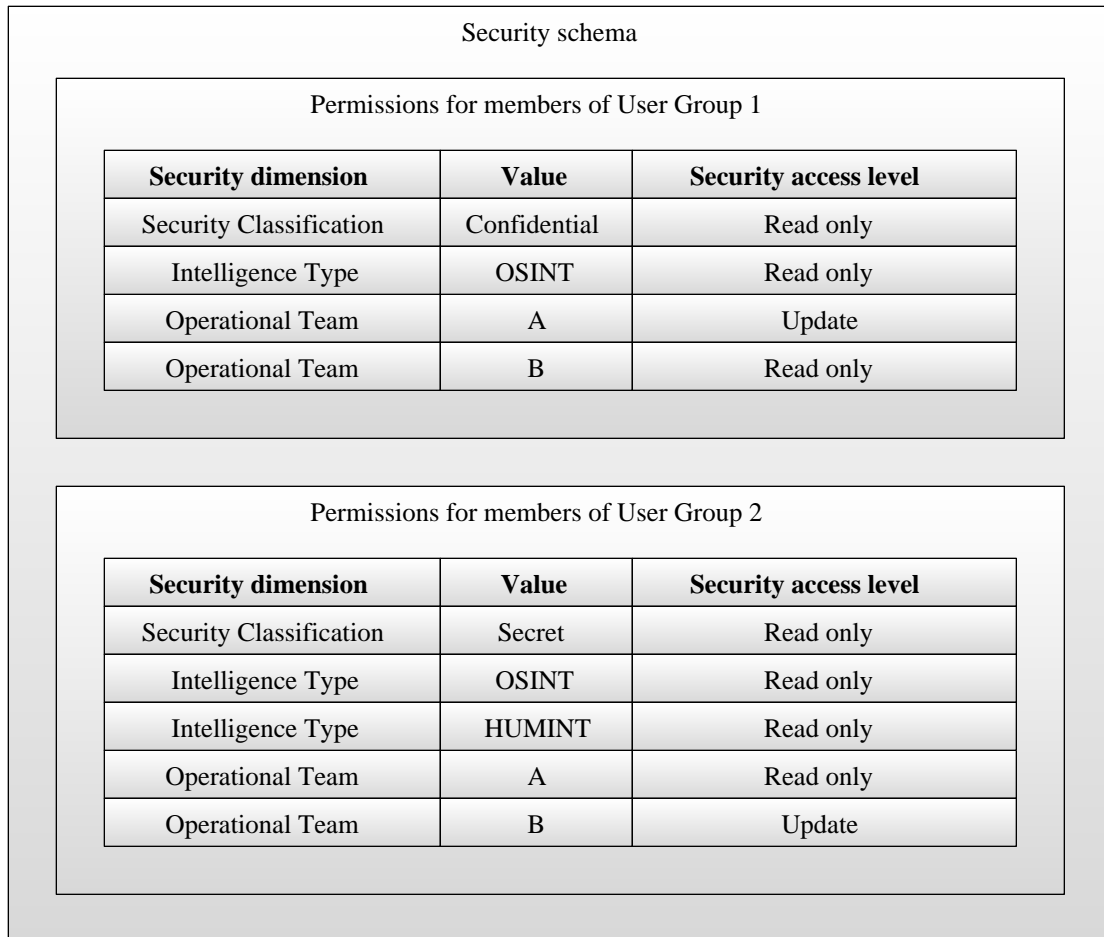 Security schema
Permissions for members of User Group 1
Security dimension Value Security access level
Security Classification Confidential Read only
Intelligence Type OSINT Read only
Operational Team A Update
Operational Team B Read only
Permissions for members of User Group 2
Security dimension Value Security access level
Security Classification Secret Read only
Intelligence Type OSINT Read only
Intelligence Type HUMINT Read only
Operational Team A Read only
Operational Team B Update